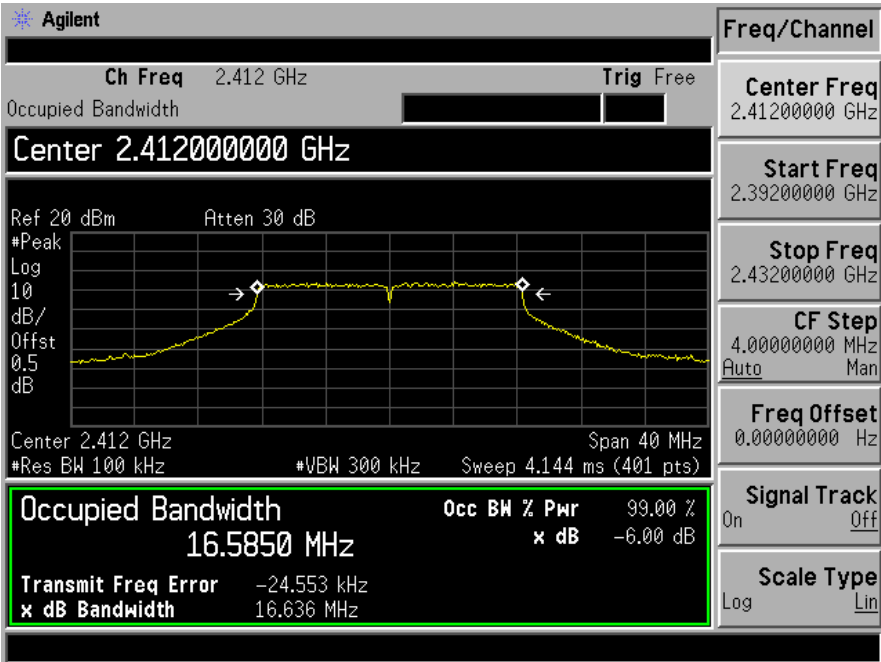 Agilent
Freq/Channel
Ch Freq 2.412 GHz Trig Free
Occupied Bandwidth
Center 2.412000000 GHz
Ref 20 dBm Atten 30 dB
#Peak
Log
10
dB/
Offst
0.5
dB
Center 2.412 GHz Span 40 MHz
#Res BW 100 kHz #VBW 300 kHz Sweep 4.144 ms (401 pts)
Occupied Bandwidth Occ BW % Pwr 99.00 %
16.5850 MHz x dB -6.00 dB
Transmit Freq Error -24.553 kHz
x dB Bandwidth 16.636 MHz
Center Freq
2.41200000 GHz
Start Freq
2.39200000 GHz
Stop Freq
2.43200000 GHz
CF Step
4.00000000 MHz
Auto Man
Freq Offset
0.00000000 Hz
Signal Track
On Off
Scale Type
Log Lin